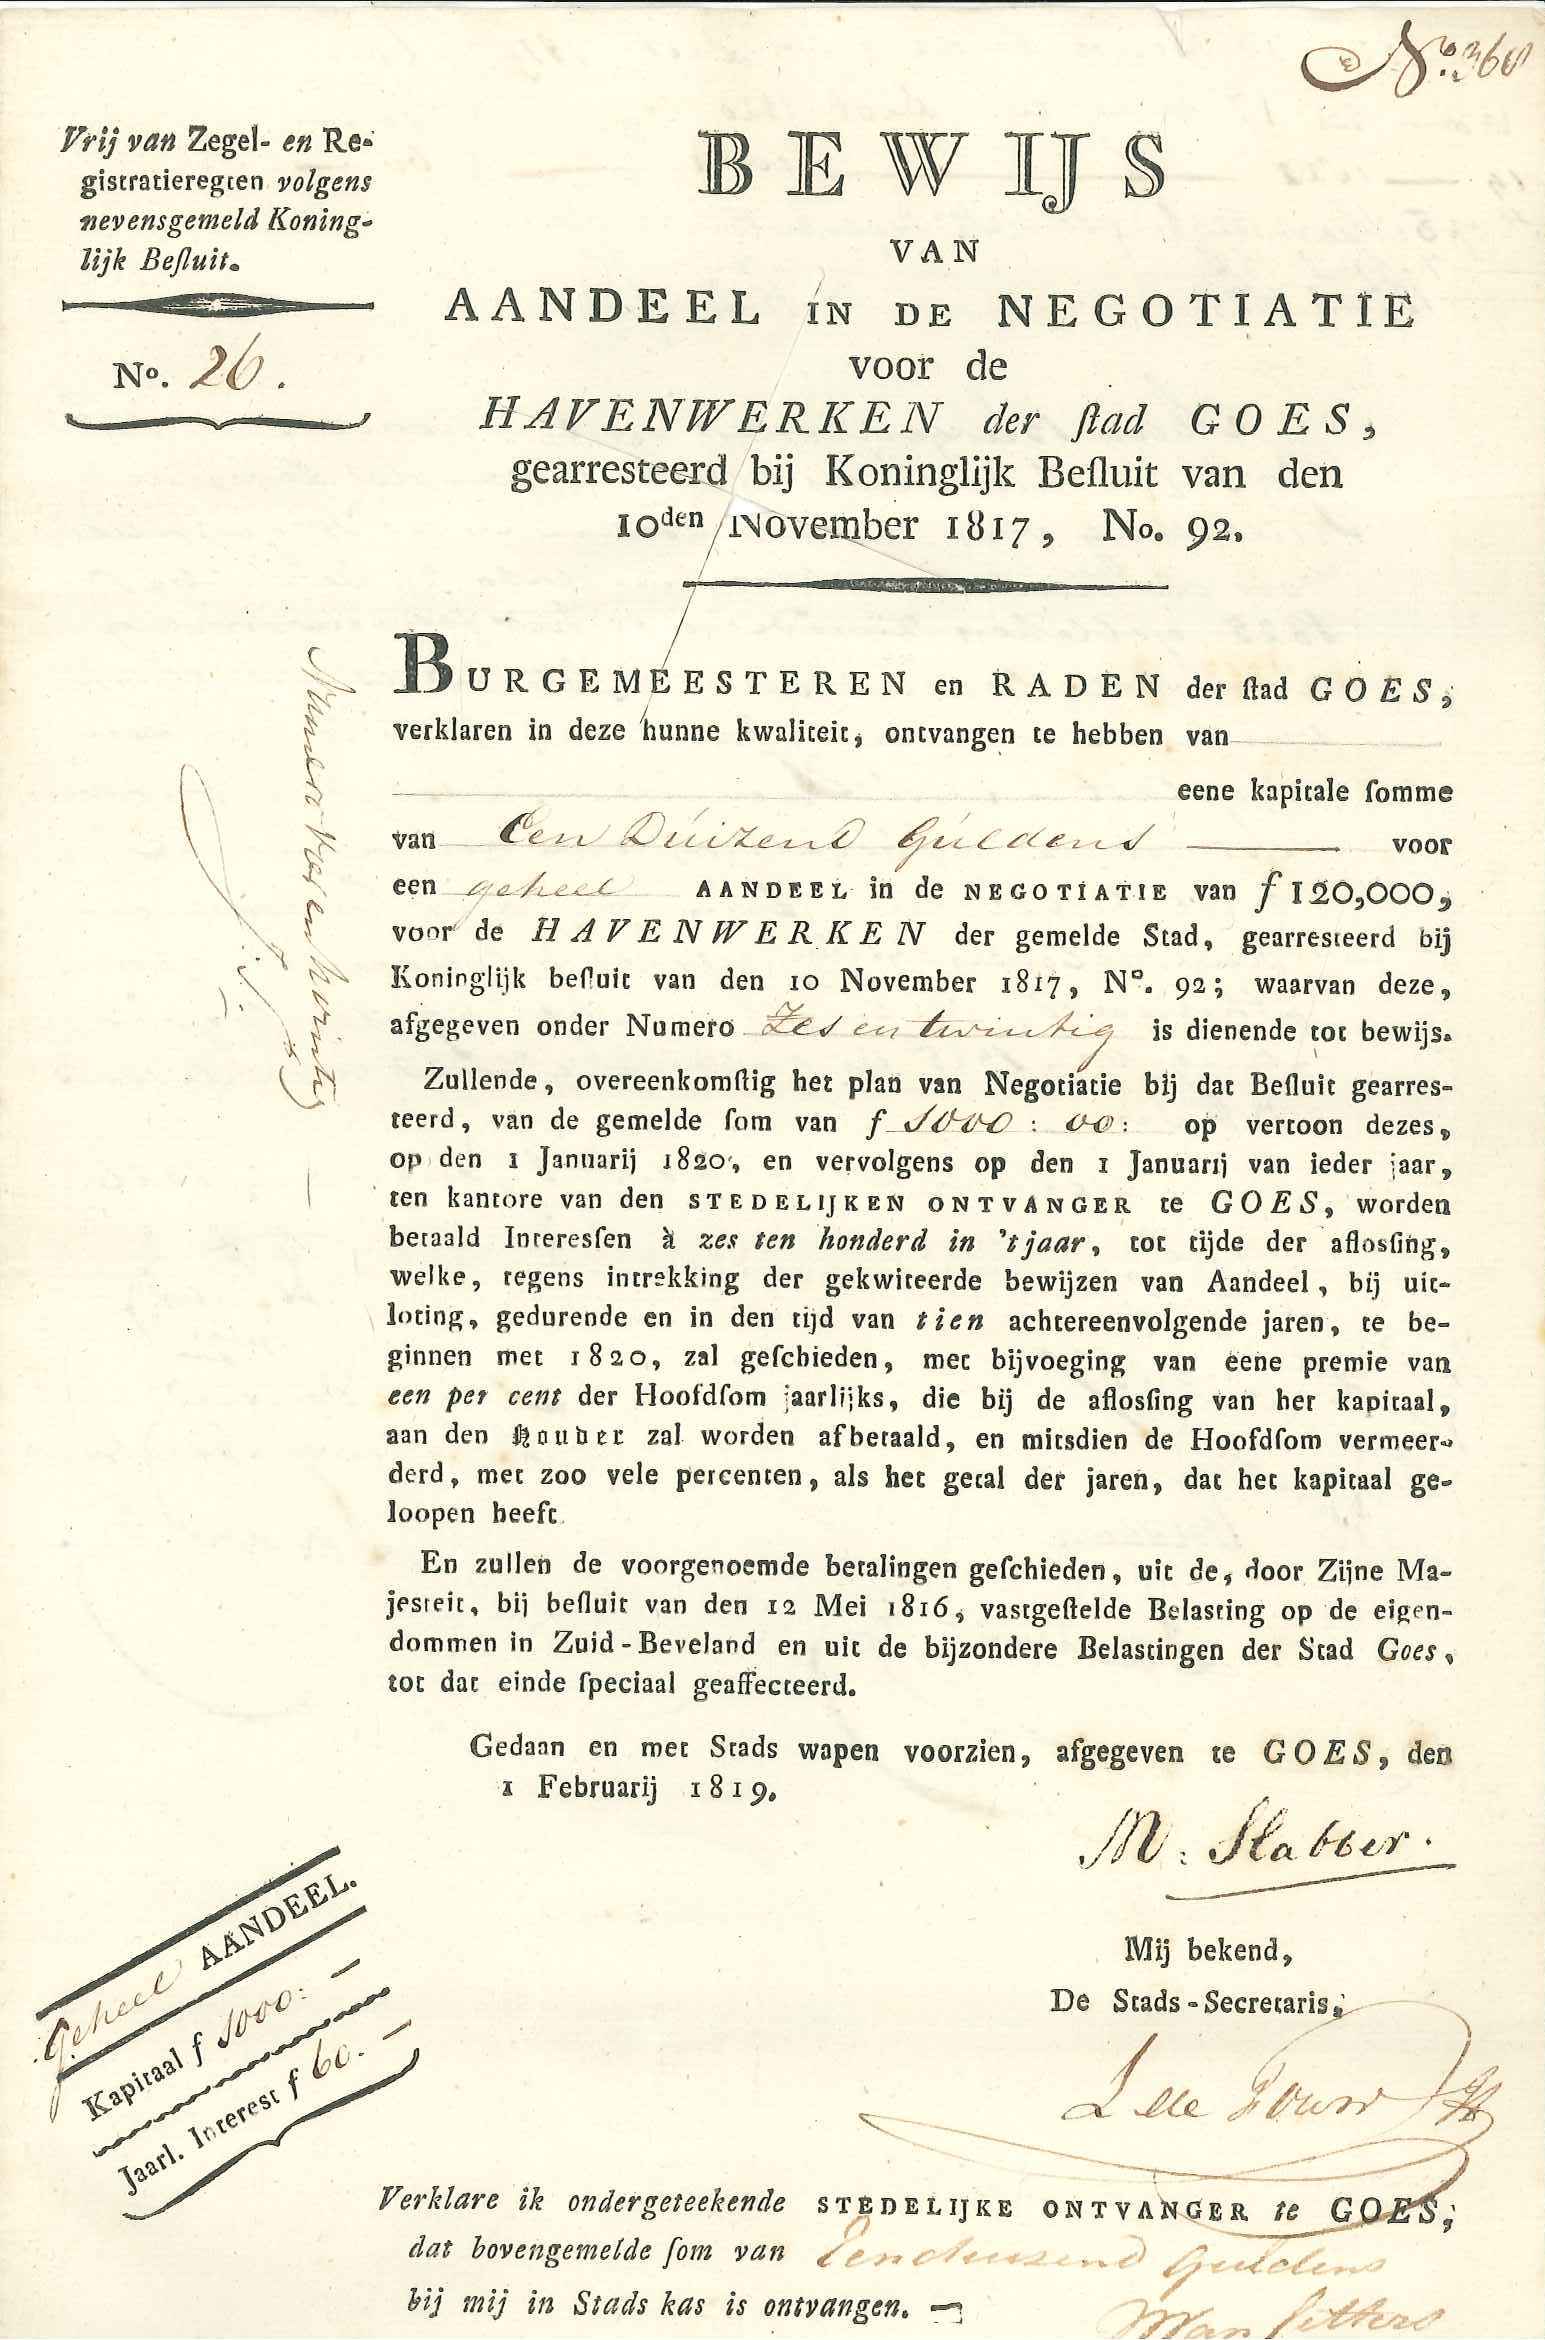 No. 360
Vrij van Zegel- en Re-
gistratieregten volgens
nevensgemeld Koning-
lijk Beſluit.
No. 26.
BEWIJS
VAN
AANDEEL IN DE NEGOTIATIE
voor de
HAVENWERKEN der ſtad GOES,
gearresteerd bij Koninglijk Beſluit van den
10den November 1817, No. 92.
BURGEMEESTEREN en RADEN der ſtad GOES,
verklaren in deze hunne kwaliteit, ontvangen te hebben van
eene kapitale ſomme
van Een Duizend Guldens voor
een geheel AANDEEL in de NEGOTIATIE van ƒ 120,000,
voor de HAVENWERKEN der gemelde Stad, gearresteerd bij
Koninglijk beſluit van den 10 November 1817, No. 92; waarvan deze,
afgegeven onder Numero Zes en twintig is dienende tot bewijs.
Zullende, overeenkomſtig het plan van Negotiatie bij dat Beſluit gearres-
teerd, van de gemelde ſom van ƒ 1000 : 00: op vertoon dezes,
op den 1 Januarij 1820, en vervolgens op den 1 Januarij van ieder jaar,
ten kantore van den STEDELIJKEN ONTVANGER te GOES, worden
betaald Interesſen à zes ten honderd in 't jaar, tot tijde der aflosſing,
welke, tegens intrekking der gekwiteerde bewijzen van Aandeel, bij uit-
loting, gedurende en in den tijd van tien achtereenvolgende jaren, te be-
ginnen met 1820, zal geſchieden, met bijvoeging van eene premie van
een per cent der Hoofdſom jaarlijks, die bij de aflosſing van het kapitaal,
aan den Houder zal worden afbetaald, en mitsdien de Hoofdſom vermeer-
derd, met zoo vele percenten, als het getal der jaren, dat het kapitaal ge-
loopen heeft.
En zullen de voorgenoemde betalingen geſchieden, uit de, door Zijne Ma-
jesteit, bij beſluit van den 12 Mei 1816, vastgeſtelde Belasting op de eigen-
dommen in Zuid-Beveland en uit de bijzondere Belastingen der Stad Goes,
tot dat einde ſpeciaal geaffecteerd.
Gedaan en met Stads wapen voorzien, afgegeven te GOES, den
1 Februarij 1819.
Numero Zes en twintig
M: Slabber.
Mij bekend,
De Stads-Secretaris,
L de Fouw
geheel AANDEEL.
Kapitaal ƒ 1000: –
Jaarl. Interest ƒ 60. –
Verklare ik ondergeteekende STEDELIJKE ONTVANGER te GOES,
dat bovengemelde ſom van Eenduizend Guldens
bij mij in Stads kas is ontvangen.